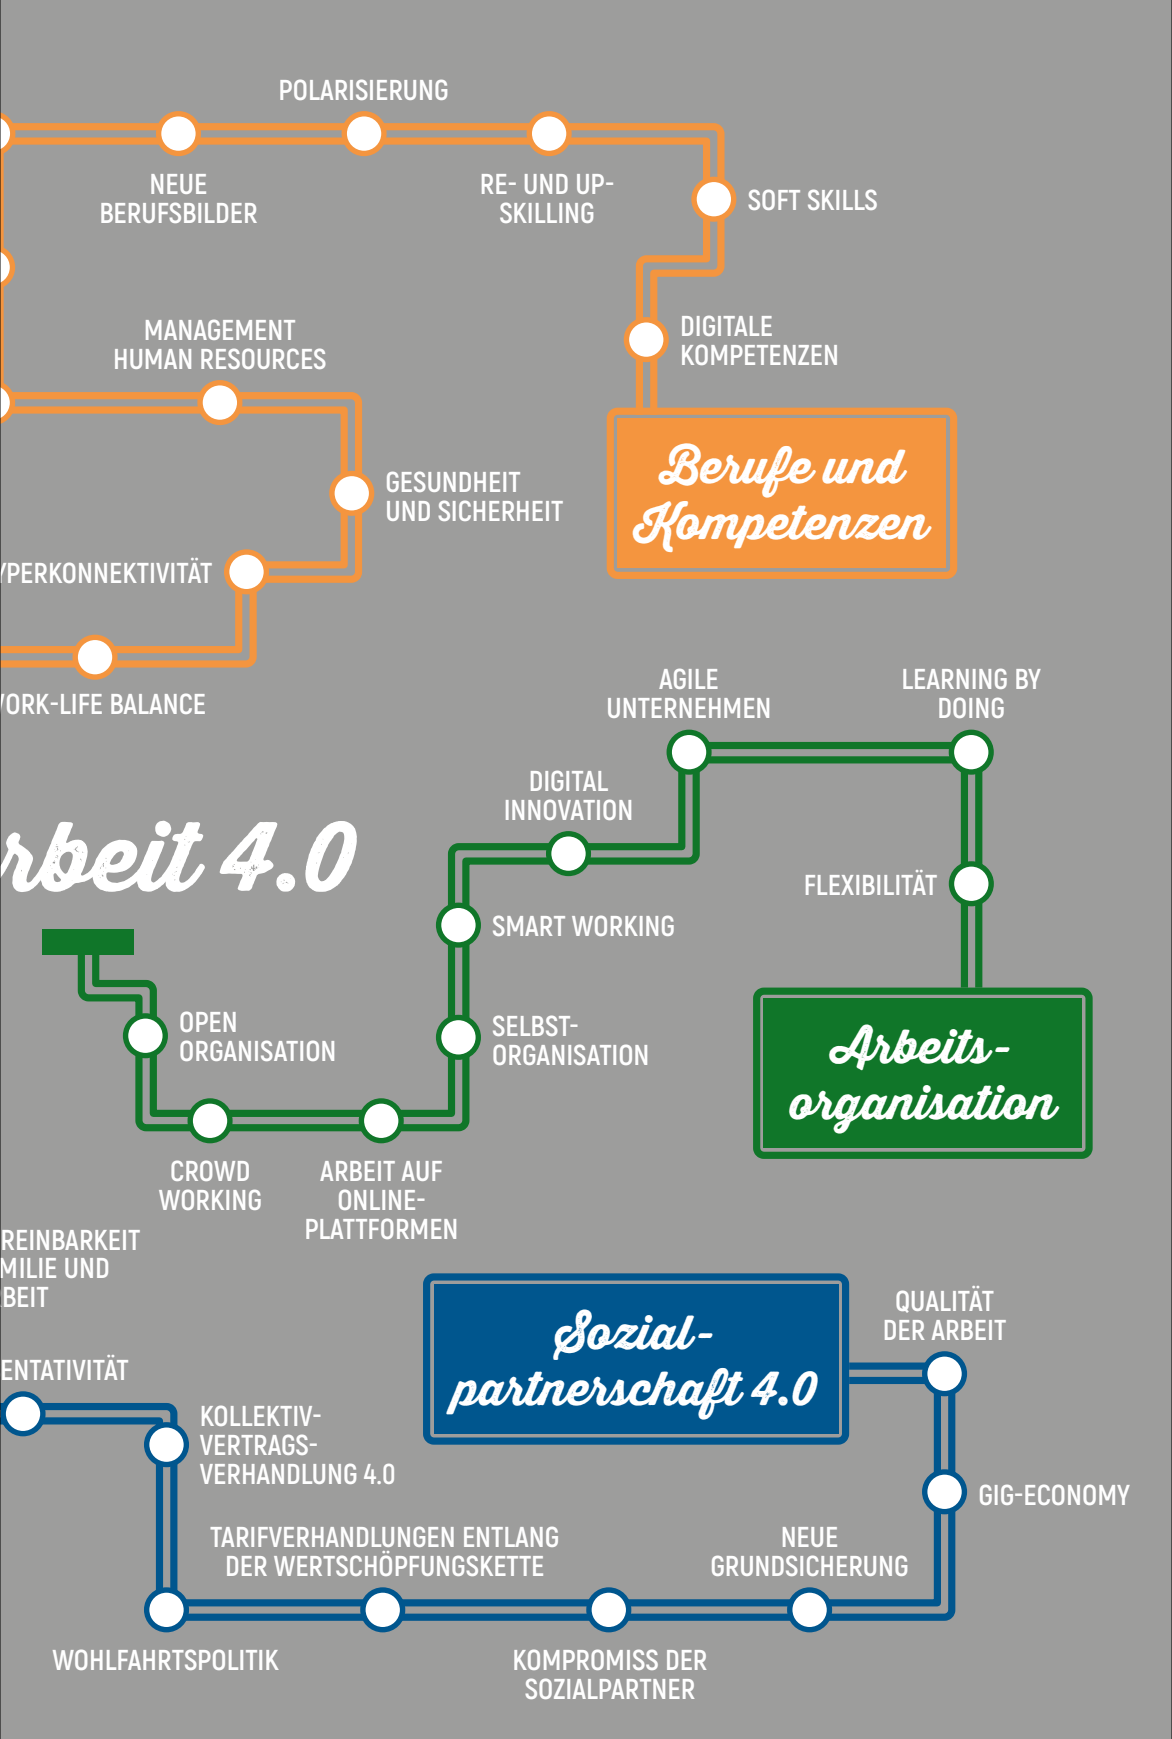 POLARISIERUNG
NEUE
BERUFSBILDER
RE- UND UP-
SKILLING
SOFT SKILLS
MANAGEMENT
HUMAN RESOURCES
DIGITALE
KOMPETENZEN
Berufe und
Kompetenzen
GESUNDHEIT
UND SICHERHEIT
YPERKONNEKTIVITÄT
ORK-LIFE BALANCE
AGILE
UNTERNEHMEN
LEARNING BY
DOING
DIGITAL
INNOVATION
rbeit 4.0
FLEXIBILITÄT
SMART WORKING
OPEN
ORGANISATION
SELBST-
ORGANISATION
Arbeits-
organisation
CROWD
WORKING
ARBEIT AUF
ONLINE-
PLATTFORMEN
REINBARKEIT
MILIE UND
BEIT
Sozial-
partnerschaft 4.0
QUALITÄT
DER ARBEIT
ENTATIVITÄT
KOLLEKTIV-
VERTRAGS-
VERHANDLUNG 4.0
GIG-ECONOMY
TARIFVERHANDLUNGEN ENTLANG
DER WERTSCHÖPFUNGSKETTE
NEUE
GRUNDSICHERUNG
WOHLFAHRTSPOLITIK
KOMPROMISS DER
SOZIALPARTNER